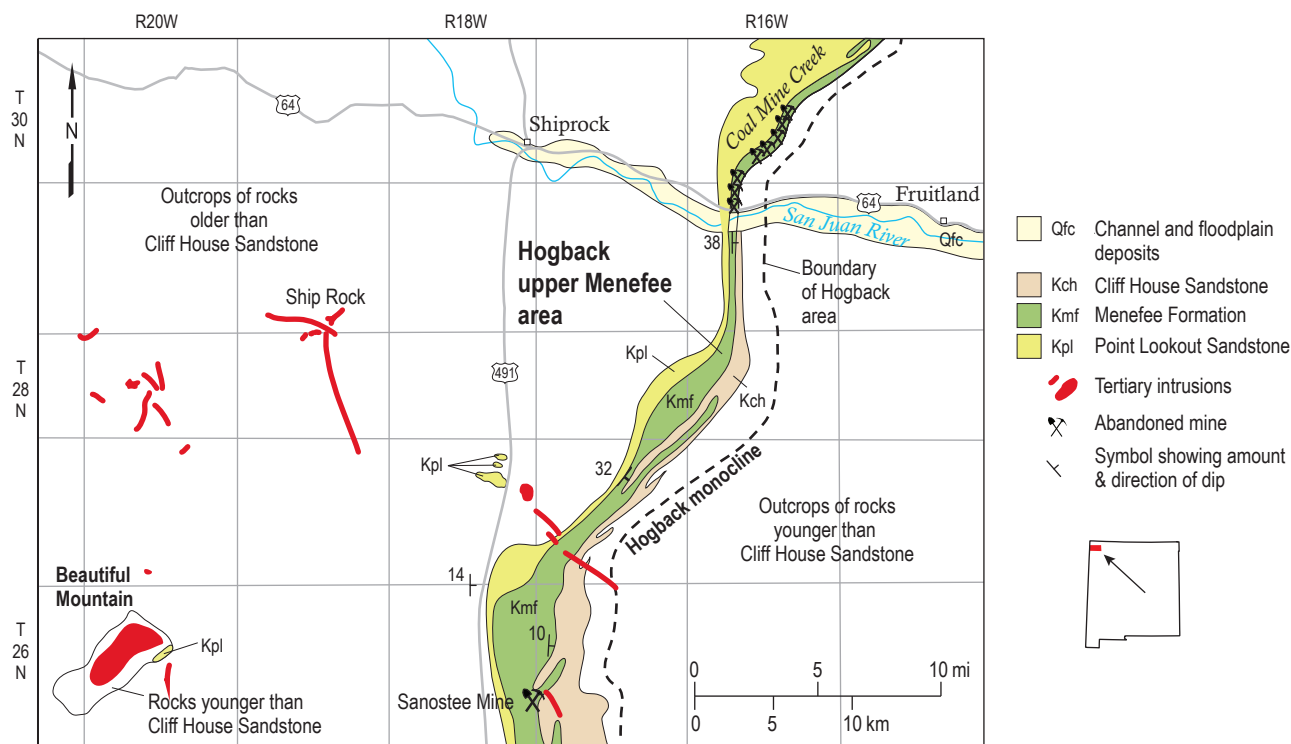 R20W
R18W
R16W
T
30
N
N
64
Shiprock
Coal Mine Creek
Fruitland
64
San Juan River
Qfc
Outcrops of rocks
older than
Cliff House Sandstone
38
Hogback
upper Menefee
area
Boundary
of Hogback
area
Ship Rock
T
28
N
491
Kpl
Kmf
Kch
Kpl
32
Hogback monocline
Outcrops of rocks
younger than
Cliff House Sandstone
Beautiful
Mountain
14
Kmf
10
T
26
N
Kpl
Rocks younger than
Cliff House Sandstone
Sanostee Mine
0 5 10 mi
0 5 10 km
Qfc Channel and floodplain
deposits
Kch Cliff House Sandstone
Kmf Menefee Formation
Kpl Point Lookout Sandstone
Tertiary intrusions
Abandoned mine
Symbol showing amount
& direction of dip